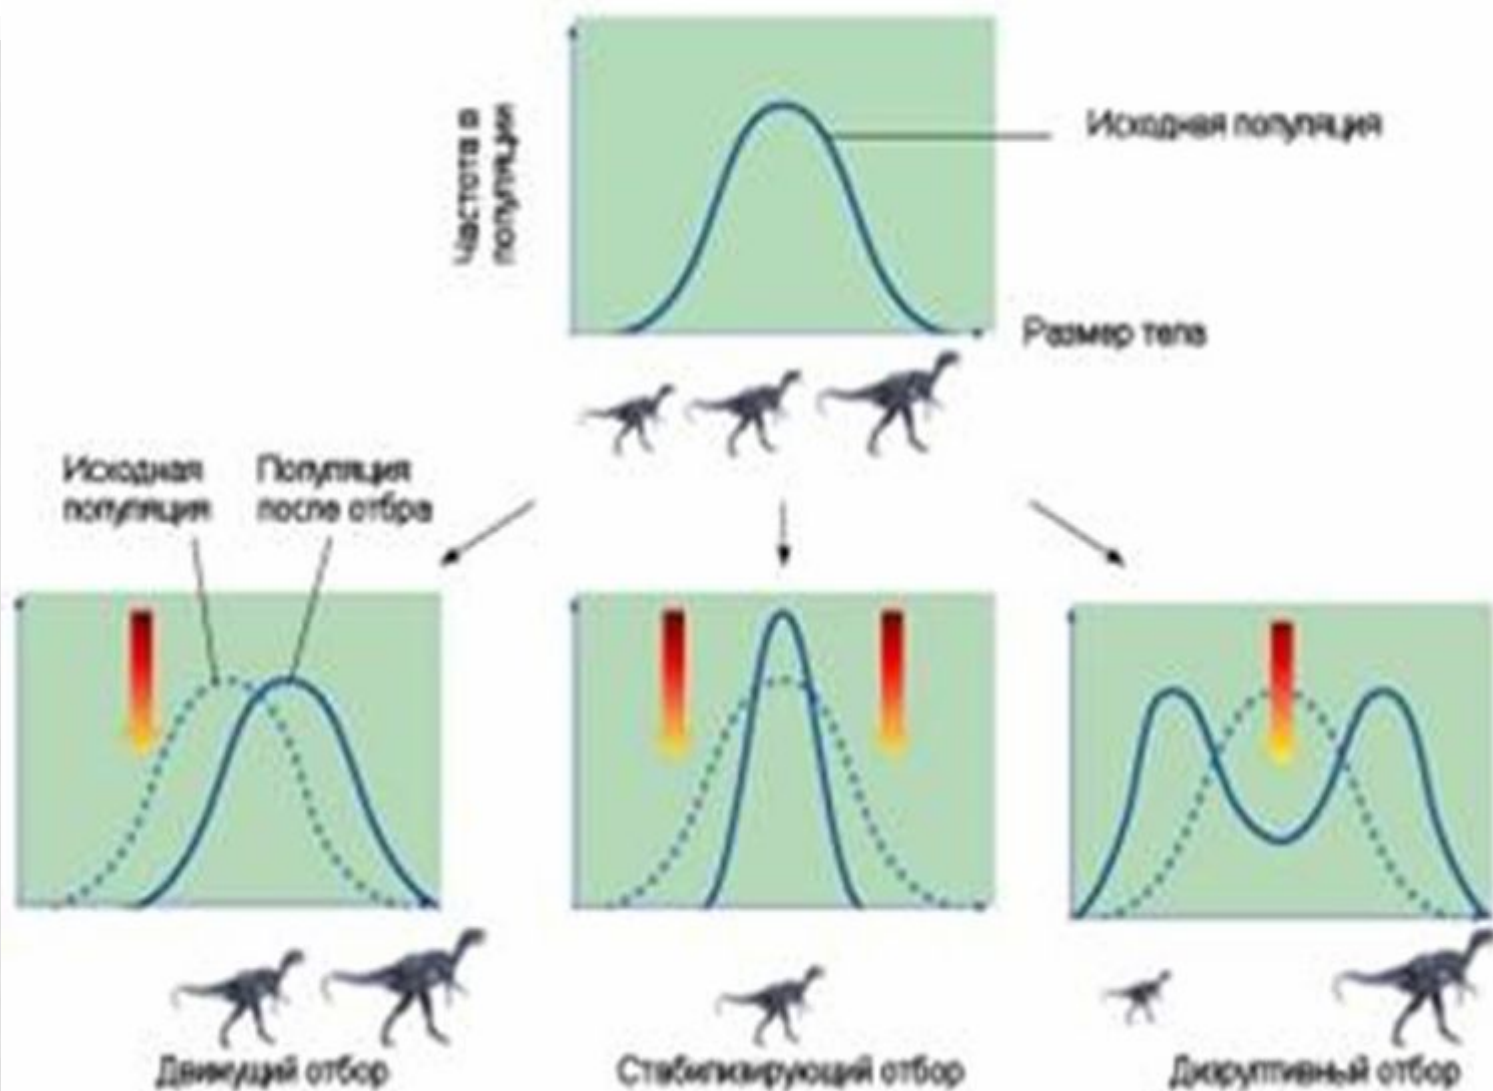 Частота в
популяции
Исходная популяция
Размер тела
Исходная
популяция
Популяция
после отбра
Движущий отбор
Стабилизирующий отбор
Дизруптивный отбор